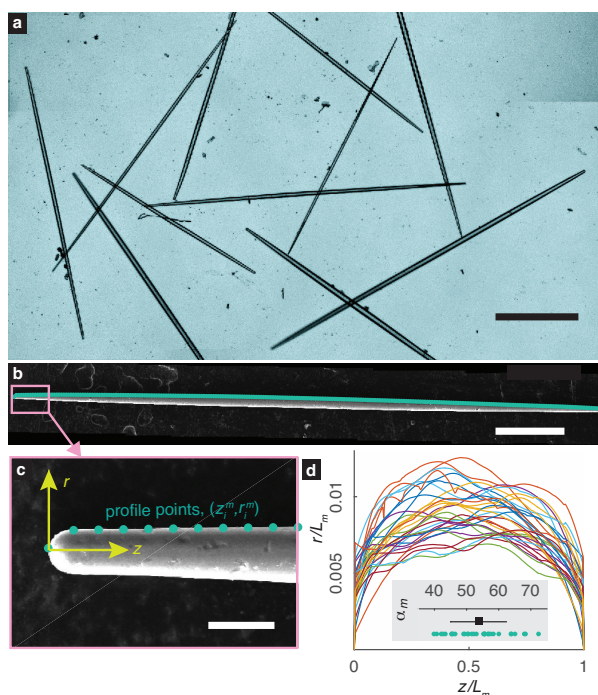 a
b
c
r
profile points, (z_i^m, r_i^m)
z
d
r/L_m
0.01
0.005
40 50 60 70
α_m
0 0.5 1
z/L_m